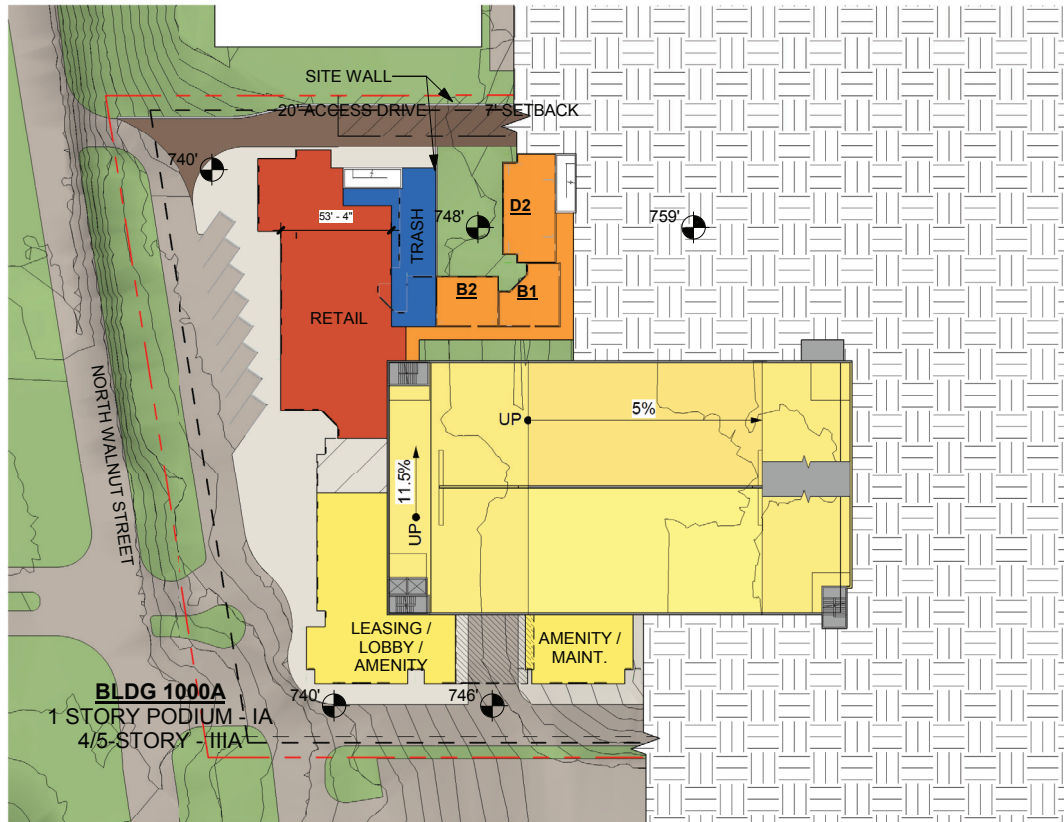 SITE WALL
20' ACCESS DRIVE
7' SETBACK
740'
53' - 4"
TRASH
748'
D2
759'
B2
B1
RETAIL
NORTH WALNUT STREET
UP
5%
11.5%
UP
LEASING /
LOBBY /
AMENITY
AMENITY /
MAINT.
BLDG 1000A
1 STORY PODIUM - IA
4/5-STORY - IIIA
740'
746'